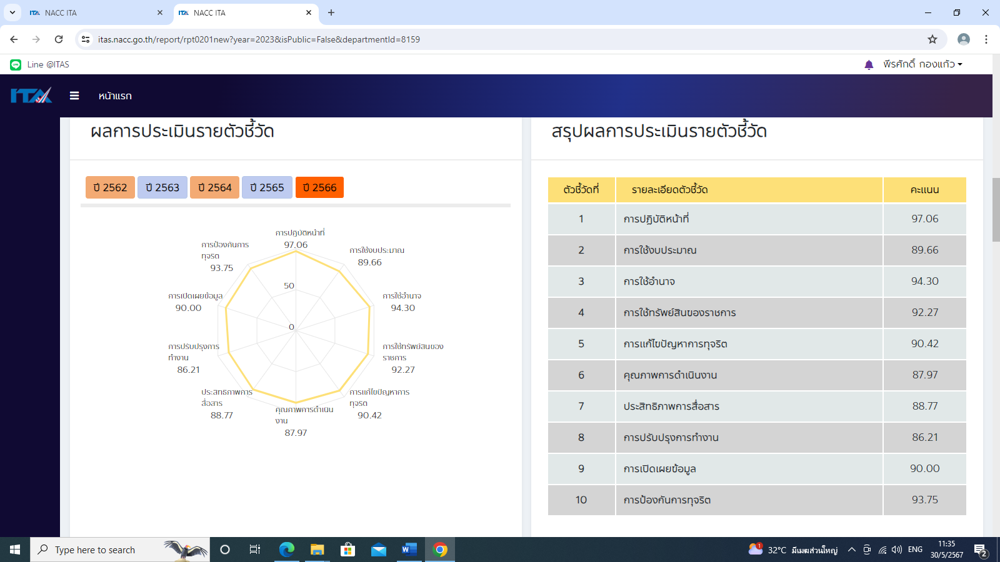 NACC ITA
NACC ITA
itas.nacc.go.th/report/rpt0201new?year=2023&isPublic=False&departmentId=8159
Line @ITAS
พีรศักดิ์ กองแก้ว
ITA
หน้าแรก
ผลการประเมินรายตัวชี้วัด
ปี 2562 ปี 2563 ปี 2564 ปี 2565 ปี 2566
การปฏิบัติหน้าที่
97.06
การใช้งบประมาณ
89.66
การใช้อำนาจ
94.30
การใช้ทรัพย์สินของ
ราชการ
92.27
การแก้ไขปัญหาการ
ทุจริต
90.42
คุณภาพการดำเนิน
งาน
87.97
ประสิทธิภาพการ
สื่อสาร
88.77
การปรับปรุงการ
ทำงาน
86.21
การเปิดเผยข้อมูล
90.00
การป้องกันการ
ทุจริต
93.75
50
0
สรุปผลการประเมินรายตัวชี้วัด
ตัวชี้วัดที่ รายละเอียดตัวชี้วัด คะแนน
1 การปฏิบัติหน้าที่ 97.06
2 การใช้งบประมาณ 89.66
3 การใช้อำนาจ 94.30
4 การใช้ทรัพย์สินของราชการ 92.27
5 การแก้ไขปัญหาการทุจริต 90.42
6 คุณภาพการดำเนินงาน 87.97
7 ประสิทธิภาพการสื่อสาร 88.77
8 การปรับปรุงการทำงาน 86.21
9 การเปิดเผยข้อมูล 90.00
10 การป้องกันการทุจริต 93.75
Type here to search
1
32°C มีเมฆส่วนใหญ่
ENG
11:35
30/5/2567
2